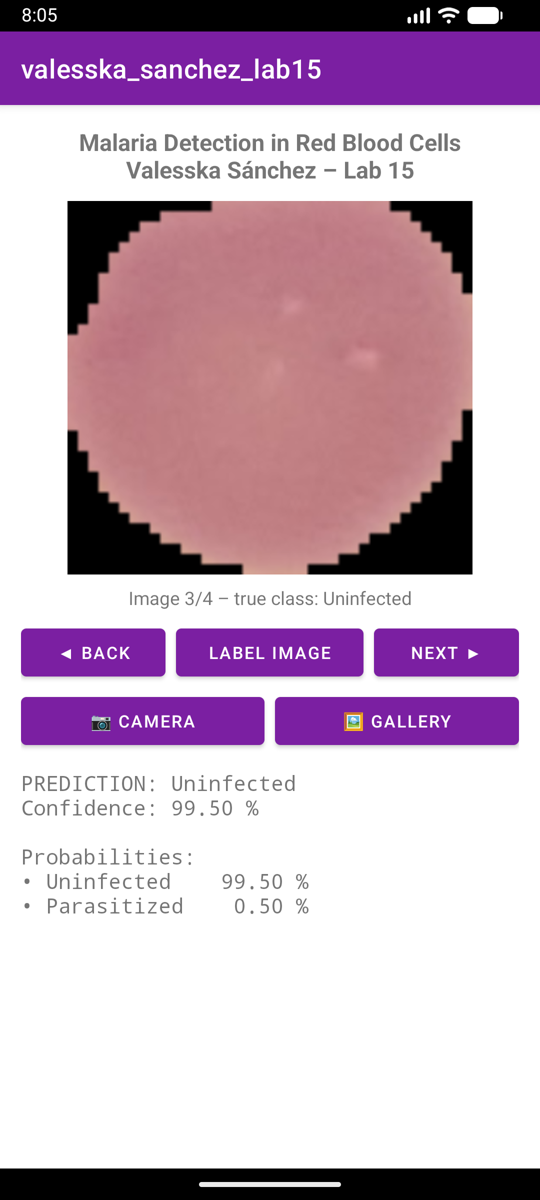 8:05
valesska_sanchez_lab15
Malaria Detection in Red Blood Cells
Valesska Sánchez – Lab 15
Image 3/4 – true class: Uninfected
◄ BACK
LABEL IMAGE
NEXT ►
📷 CAMERA
🖼️ GALLERY
PREDICTION: Uninfected
Confidence: 99.50 %
Probabilities:
• Uninfected    99.50 %
• Parasitized    0.50 %